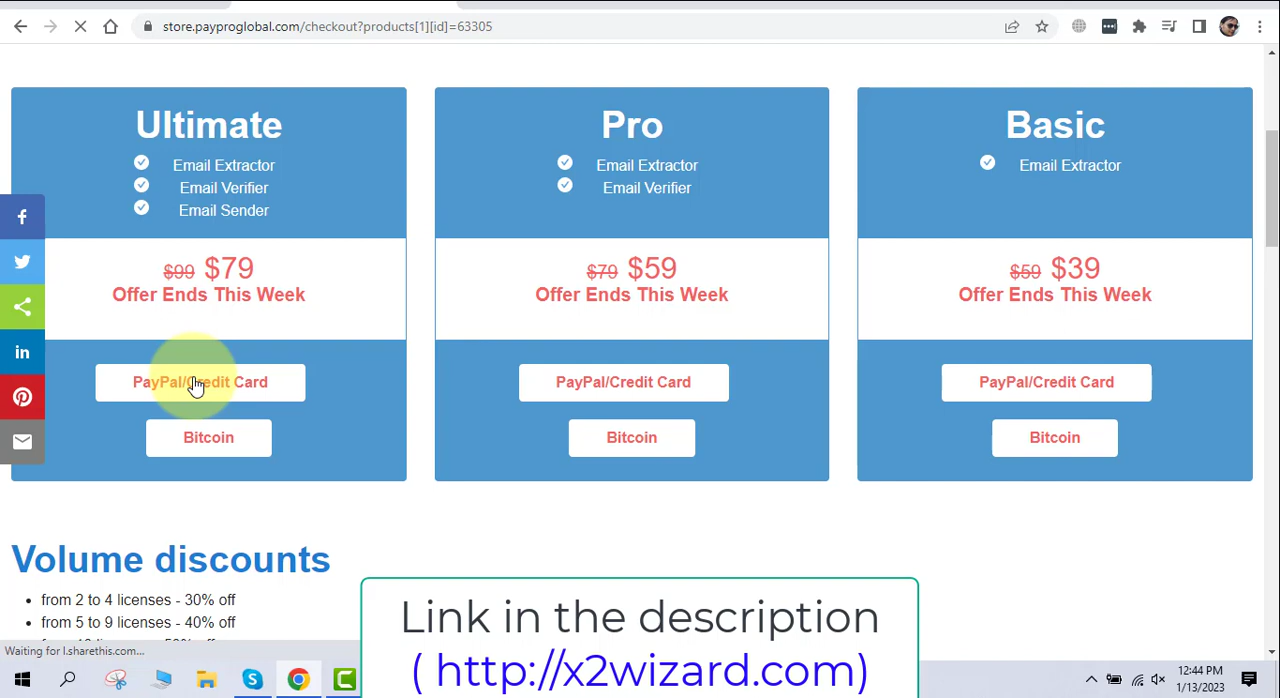 store.payproglobal.com/checkout?products[1][id]=63305
Ultimate
Email Extractor
Email Verifier
Email Sender
$99 $79
Offer Ends This Week
PayPal/Credit Card
Bitcoin
Pro
Email Extractor
Email Verifier
$79 $59
Offer Ends This Week
PayPal/Credit Card
Bitcoin
Basic
Email Extractor
$59 $39
Offer Ends This Week
PayPal/Credit Card
Bitcoin
Volume discounts
from 2 to 4 licenses - 30% off
from 5 to 9 licenses - 40% off
Link in the description
( http://x2wizard.com)
Waiting for l.sharethis.com...
12:44 PM
1/13/2023